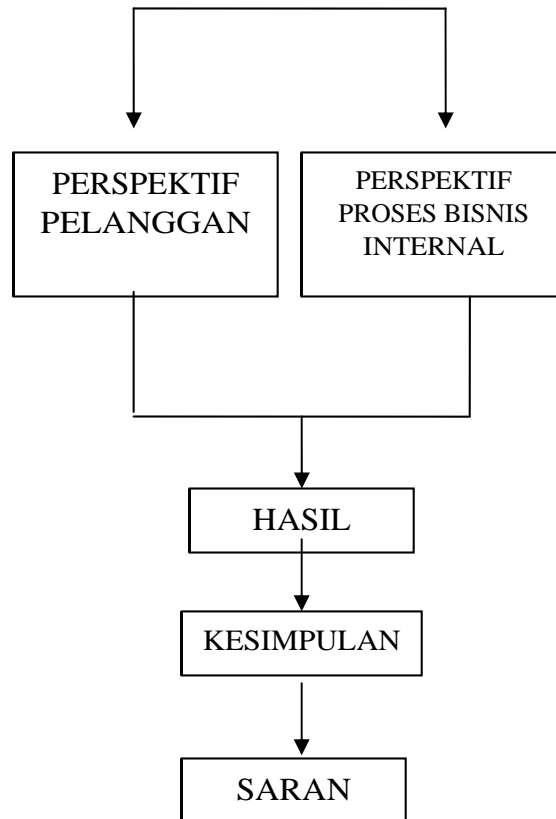 PERSPEKTIF
PELANGGAN
PERSPEKTIF
PROSES BISNIS
INTERNAL
HASIL
KESIMPULAN
SARAN